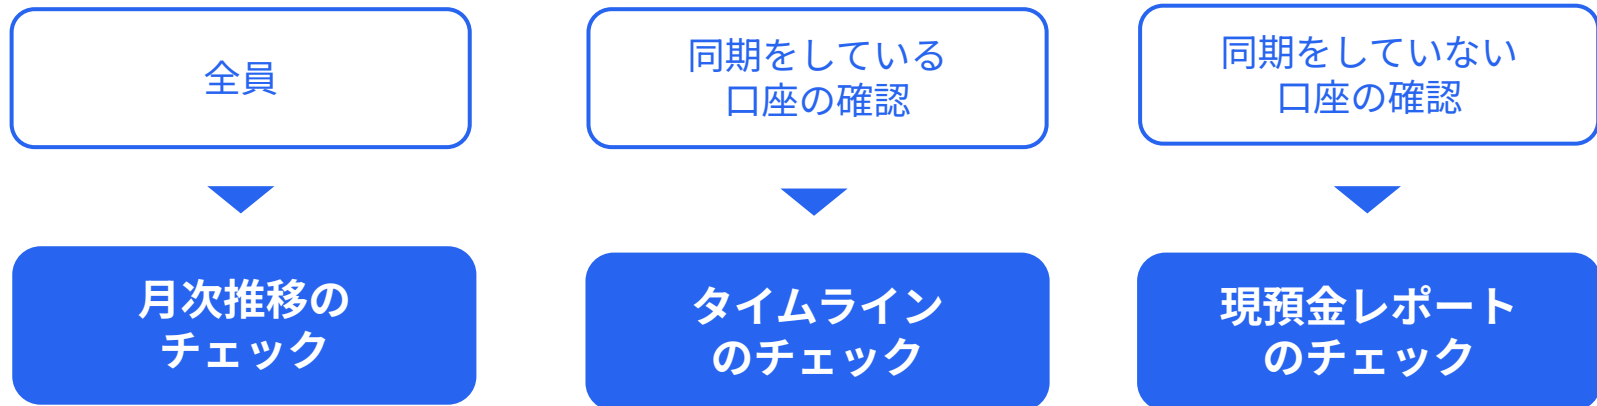 全員
同期をしている
口座の確認
同期をしていない
口座の確認
月次推移の
チェック
タイムライン
のチェック
現預金レポート
のチェック